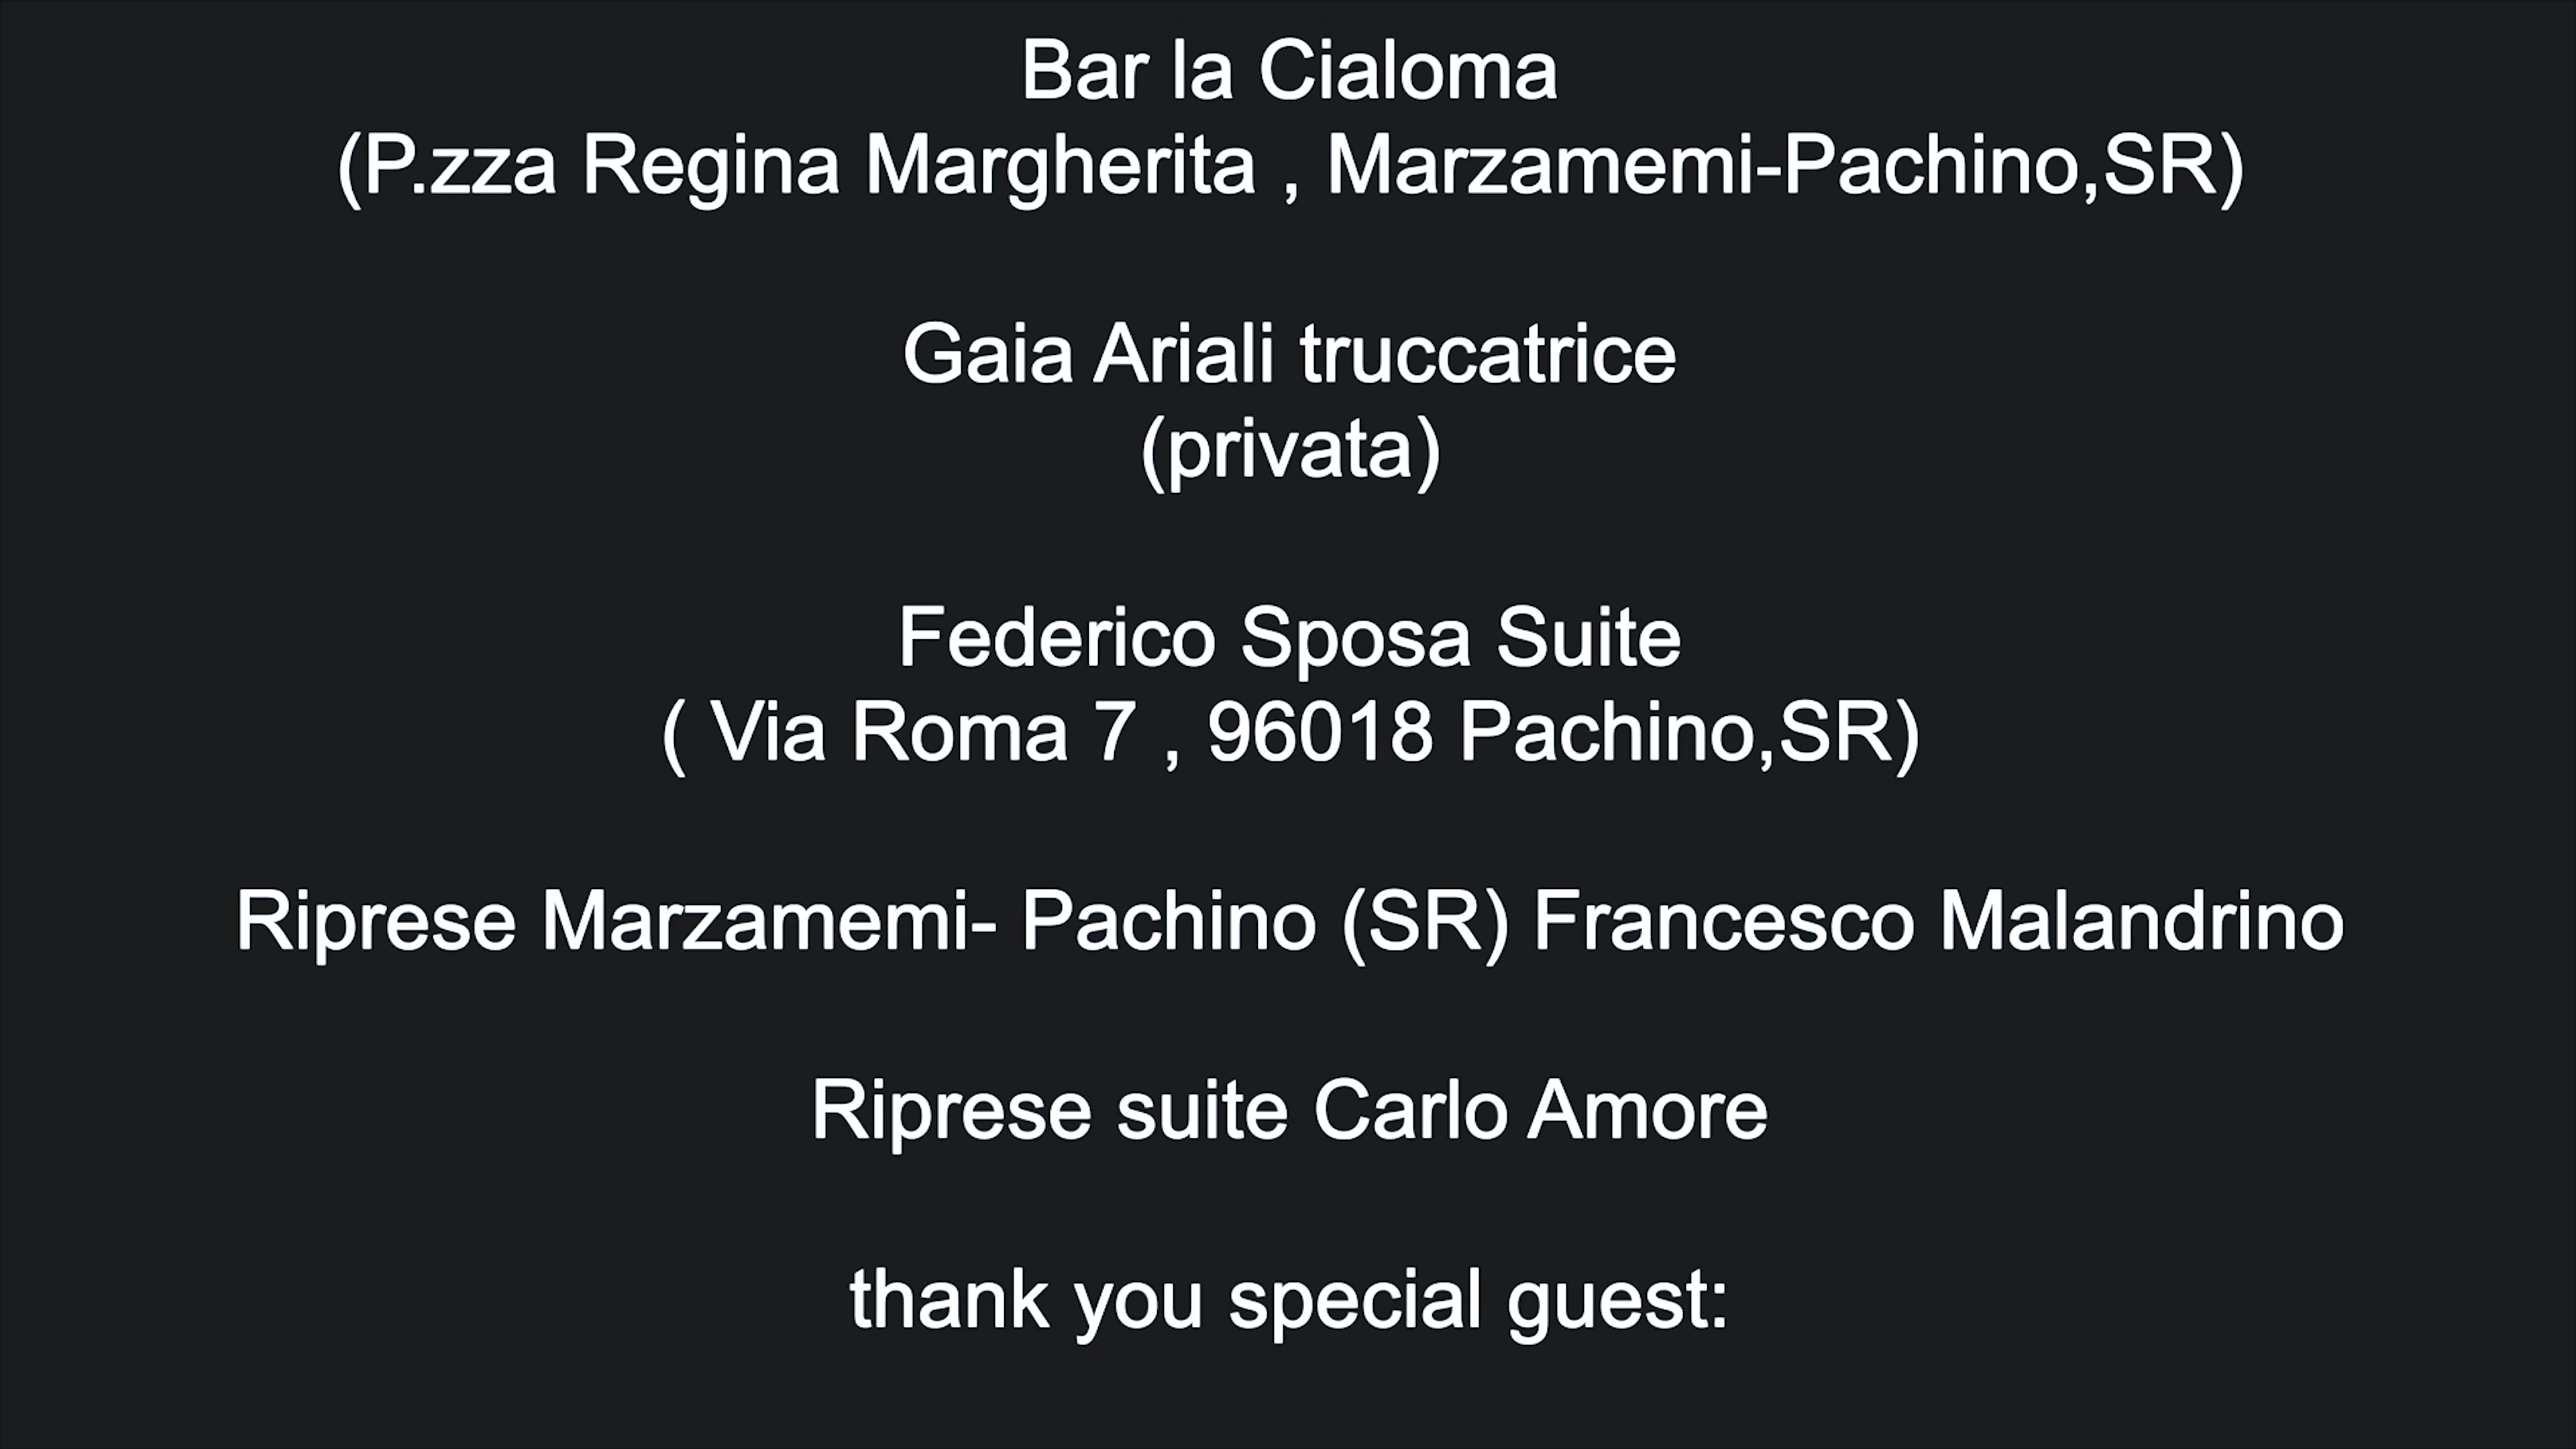 Bar la Cialoma
(P.zza Regina Margherita , Marzamemi-Pachino,SR)
Gaia Ariali truccatrice
(privata)
Federico Sposa Suite
( Via Roma 7 , 96018 Pachino,SR)
Riprese Marzamemi- Pachino (SR) Francesco Malandrino
Riprese suite Carlo Amore
thank you special guest: